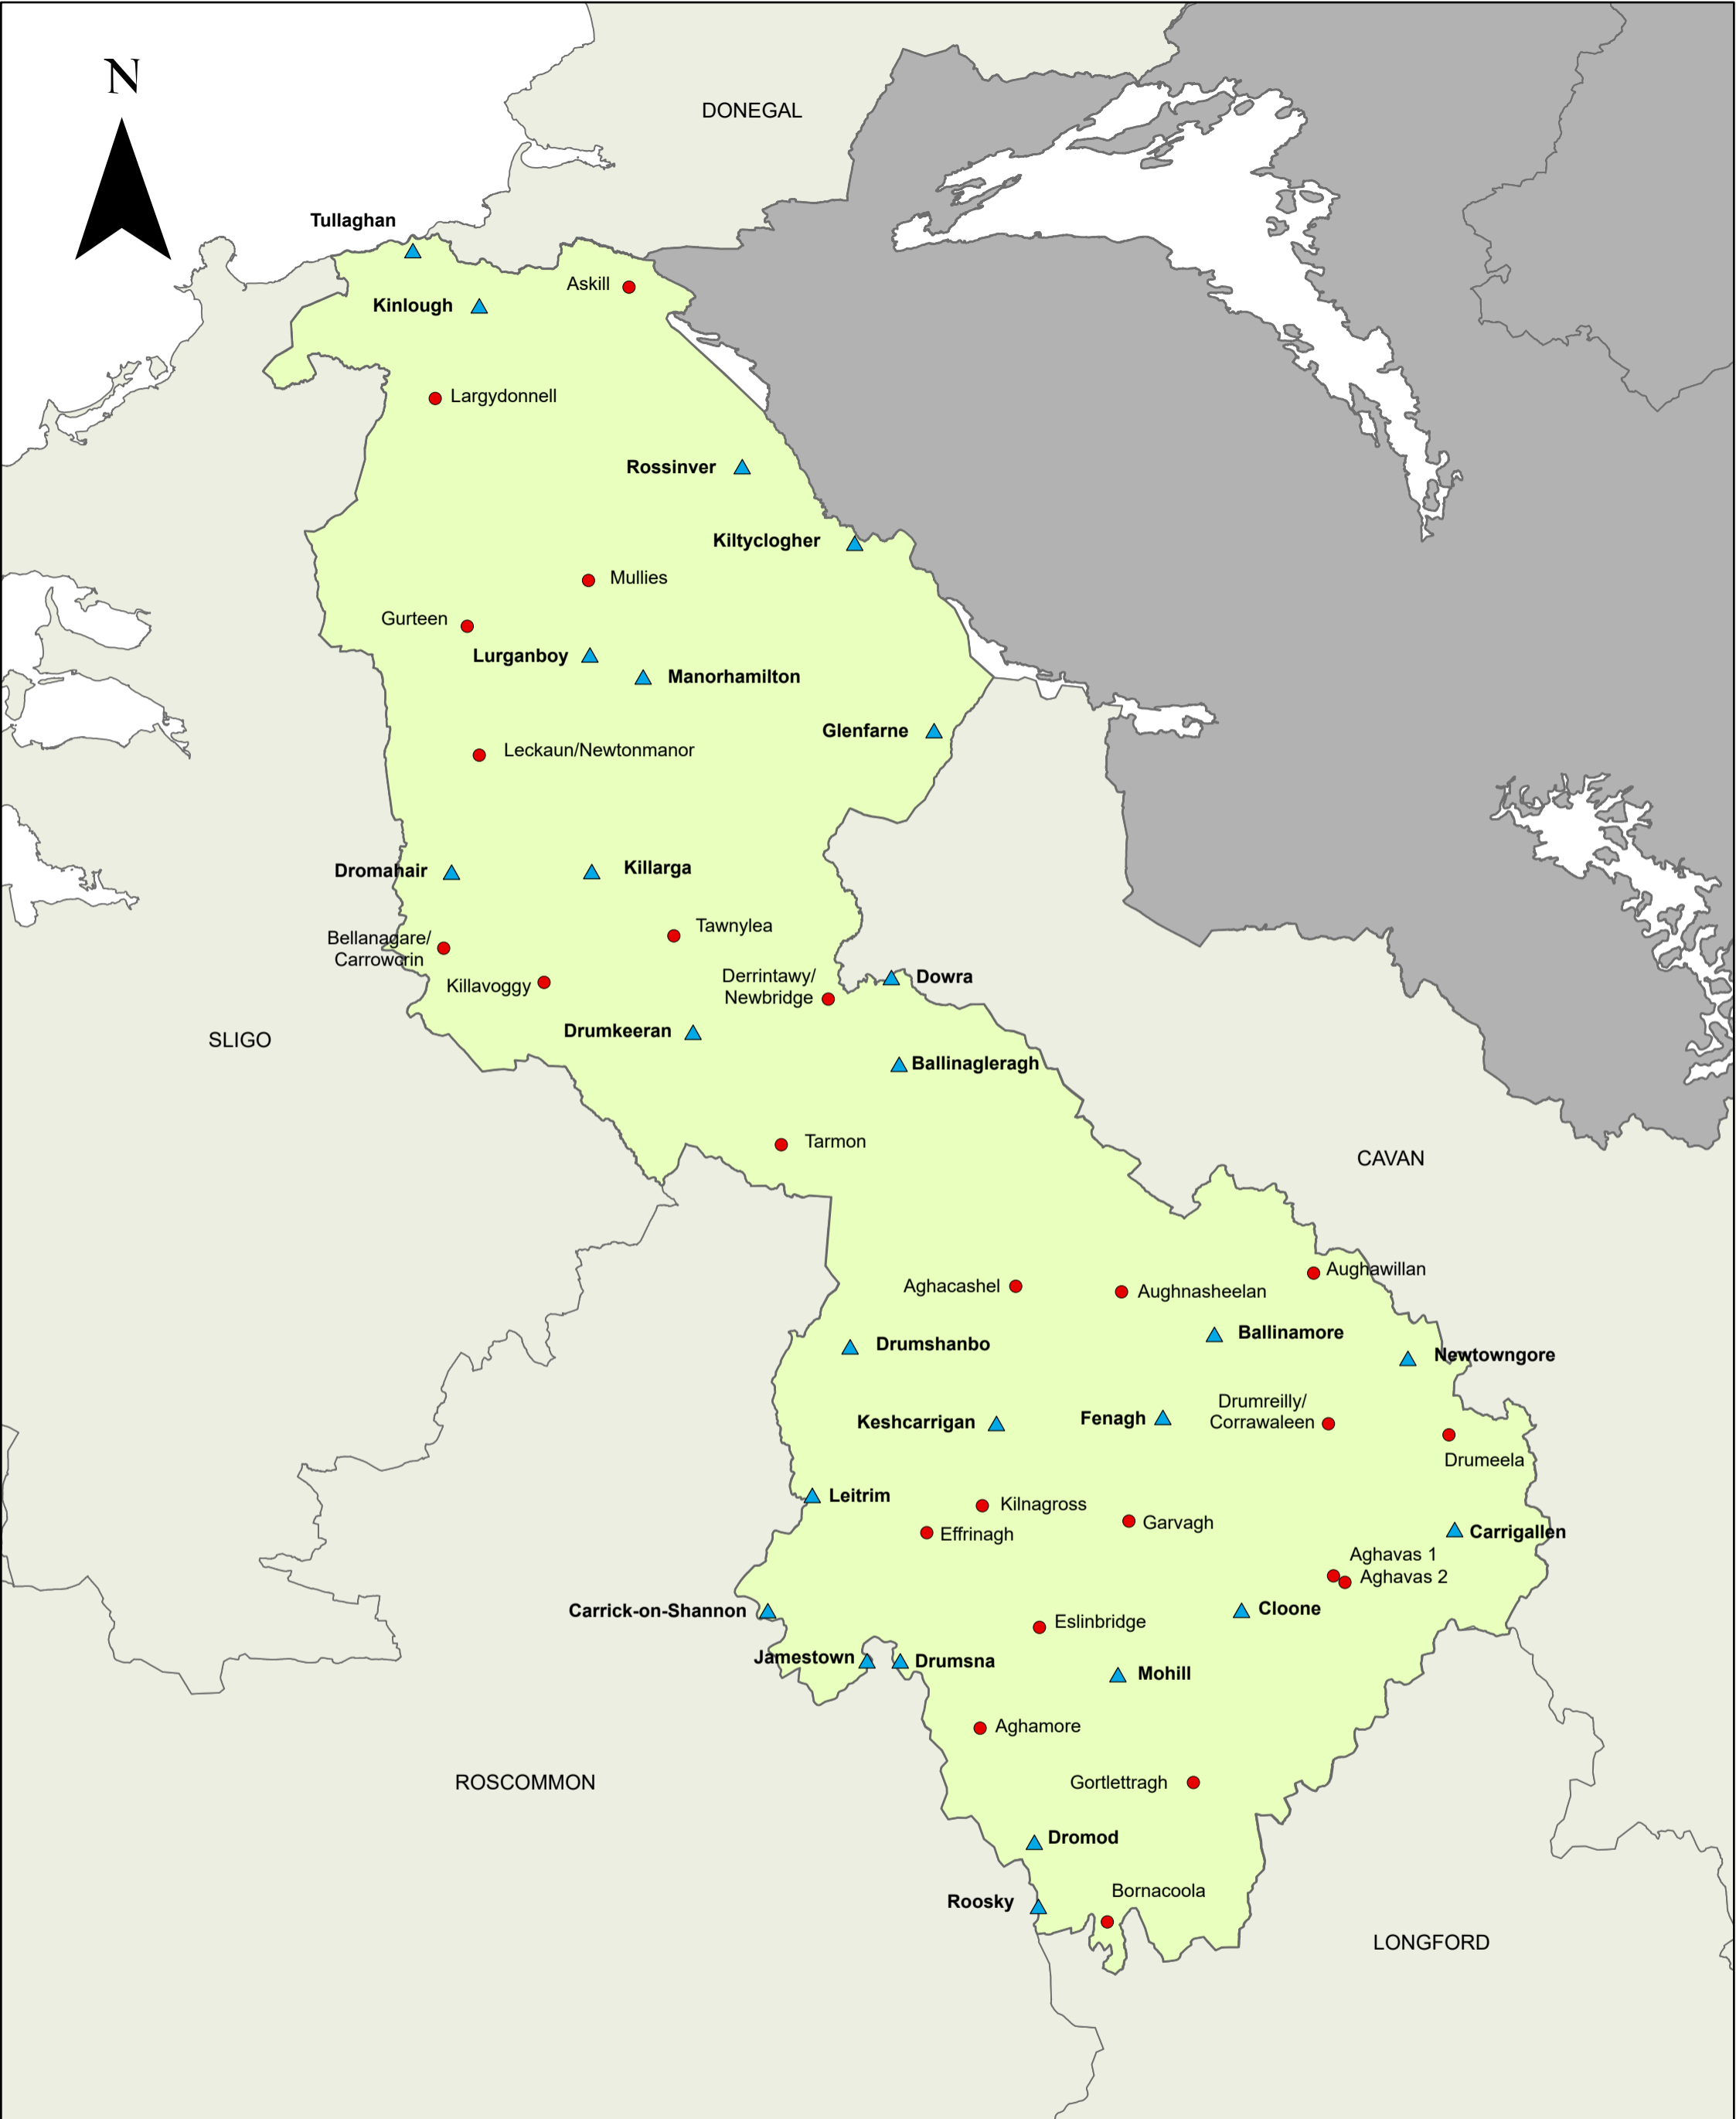 N
DONEGAL
Tullaghan
Askill
Kinlough
Largydonnell
Rossinver
Kiltyclogher
Mullies
Gurteen
Lurganboy
Manorhamilton
Glenfarne
Leckaun/Newtonmanor
Dromahair
Killarga
Tawnylea
Bellanagare/
Carrowcrin
Killavoggy
Derrintawy/
Newbridge
Dowra
Drumkeeran
SLIGO
Ballinagleragh
Tarmon
CAVAN
Aghacashel
Aughnasheelan
Aughawillan
Drumshanbo
Ballinamore
Newtowngore
Keshcarrigan
Fenagh
Drumreilly/
Corrawaleen
Drumeela
Leitrim
Kilnagross
Effrinagh
Garvagh
Carrigallen
Aghavas 1
Aghavas 2
Carrick-on-Shannon
Eslinbridge
Cloone
Jamestown
Drumsna
Mohill
Aghamore
ROSCOMMON
Gortlettragh
Dromod
Bornacoola
Roosky
LONGFORD